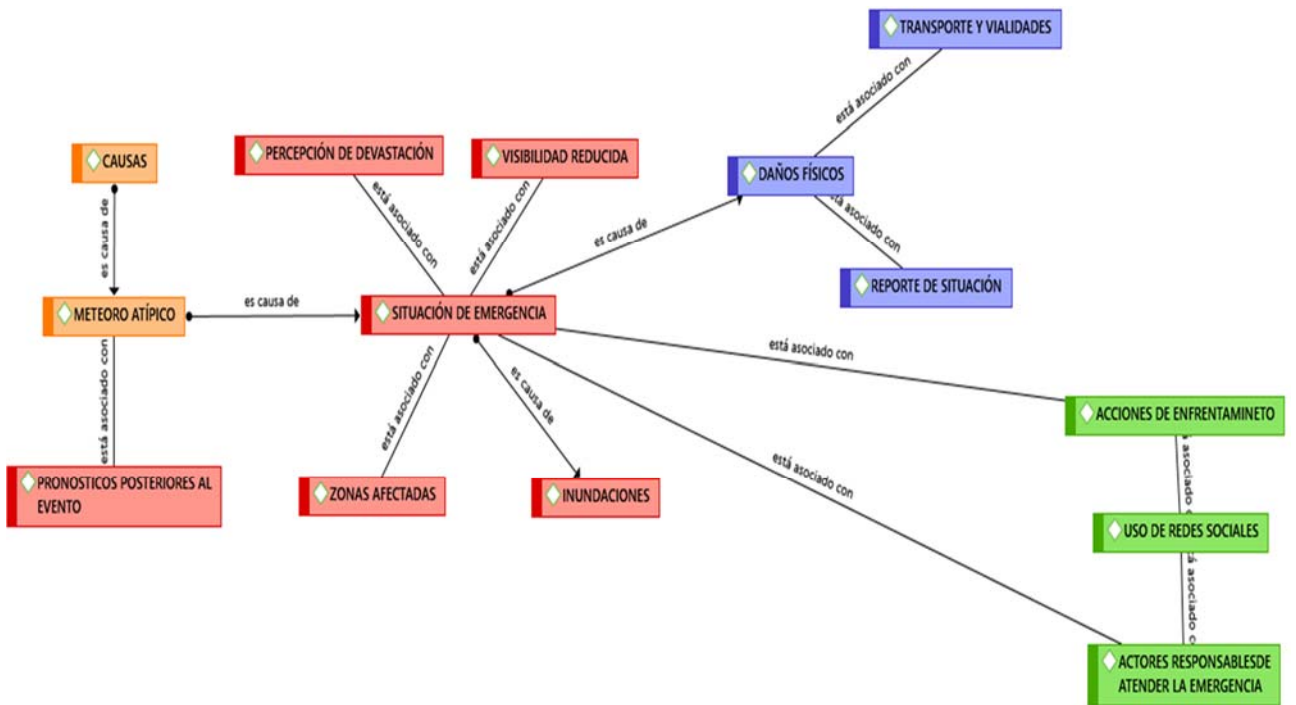 TRANSPORTE Y VIALIDADES
está asociado con
PERCEPCIÓN DE DEVASTACIÓN
VISIBILIDAD REDUCIDA
CAUSAS
DAÑOS FÍSICOS
está asociado con
está asociado con
está asociado con
es causa de
es causa de
REPORTE DE SITUACIÓN
METEORO ATÍPICO
es causa de
SITUACIÓN DE EMERGENCIA
está asociado con
está asociado con
está asociado con
es causa de
ACCIONES DE ENFRENTAMINETO
está asociado con
PRONOSTICOS POSTERIORES AL
EVENTO
ZONAS AFECTADAS
INUNDACIONES
asociado
USO DE REDES SOCIALES
está asociado
ACTORES RESPONSABLESDE
ATENDER LA EMERGENCIA